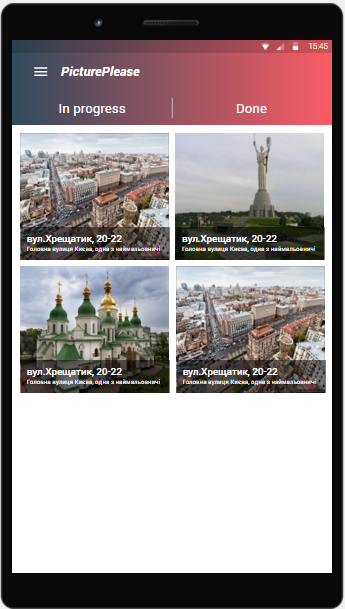 15:45
PicturePlease
In progress
Done
вул.Хрещатик, 20-22
Головна вулиця Києва, одна з наймальовничі
вул.Хрещатик, 20-22
Головна вулиця Києва, одна з наймальовничі
вул.Хрещатик, 20-22
Головна вулиця Києва, одна з наймальовничі
вул.Хрещатик, 20-22
Головна вулиця Києва, одна з наймальовничі